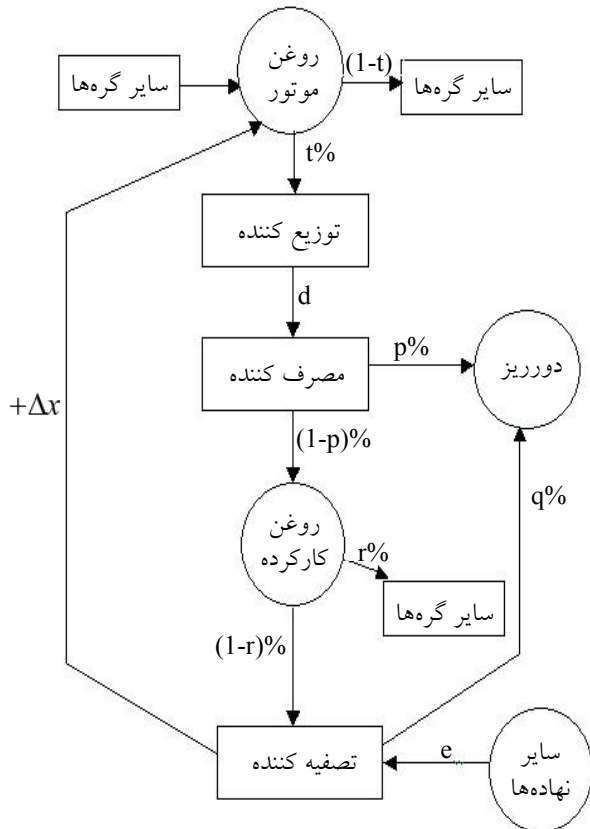 روغن
موتور
(1-t)
سایر گره‌ها
سایر گره‌ها
t%
توزیع کننده
d
مصرف کننده
p%
دورریز
+Δx
(1-p)%
q%
روغن
کارکرده
r%
سایر گره‌ها
(1-r)%
تصفیه کننده
e
سایر
نهاده‌ها